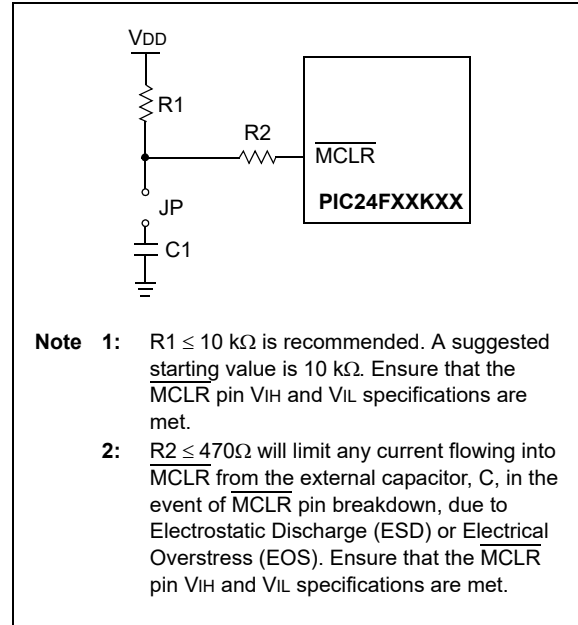 VDD
R1
R2
MCLR
PIC24FXXKXX
JP
C1
Note 1: R1 ≤ 10 kΩ is recommended. A suggested
starting value is 10 kΩ. Ensure that the
MCLR pin VIH and VIL specifications are
met.
2: R2 ≤ 470Ω will limit any current flowing into
MCLR from the external capacitor, C, in the
event of MCLR pin breakdown, due to
Electrostatic Discharge (ESD) or Electrical
Overstress (EOS). Ensure that the MCLR
pin VIH and VIL specifications are met.